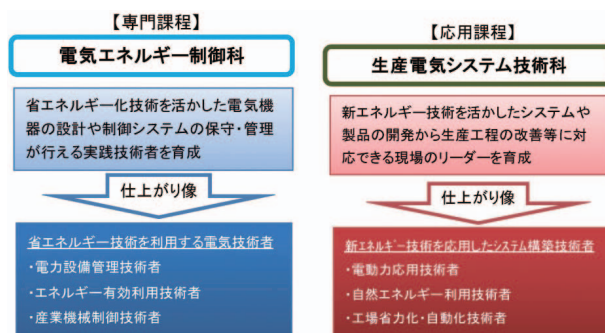 【専門課程】
電気エネルギー制御科
省エネルギー化技術を活かした電気機
器の設計や制御システムの保守・管理
が行える実践技術者を育成
仕上がり像
省エネルギー技術を利用する電気技術者
・電力設備管理技術者
・エネルギー有効利用技術者
・産業機械制御技術者
【応用課程】
生産電気システム技術科
新エネルギー技術を活かしたシステムや
製品の開発から生産工程の改善等に対
応できる現場のリーダーを育成
仕上がり像
新エネルギー技術を応用したシステム構築技術者
・電動力応用技術者
・自然エネルギー利用技術者
・工場省力化・自動化技術者